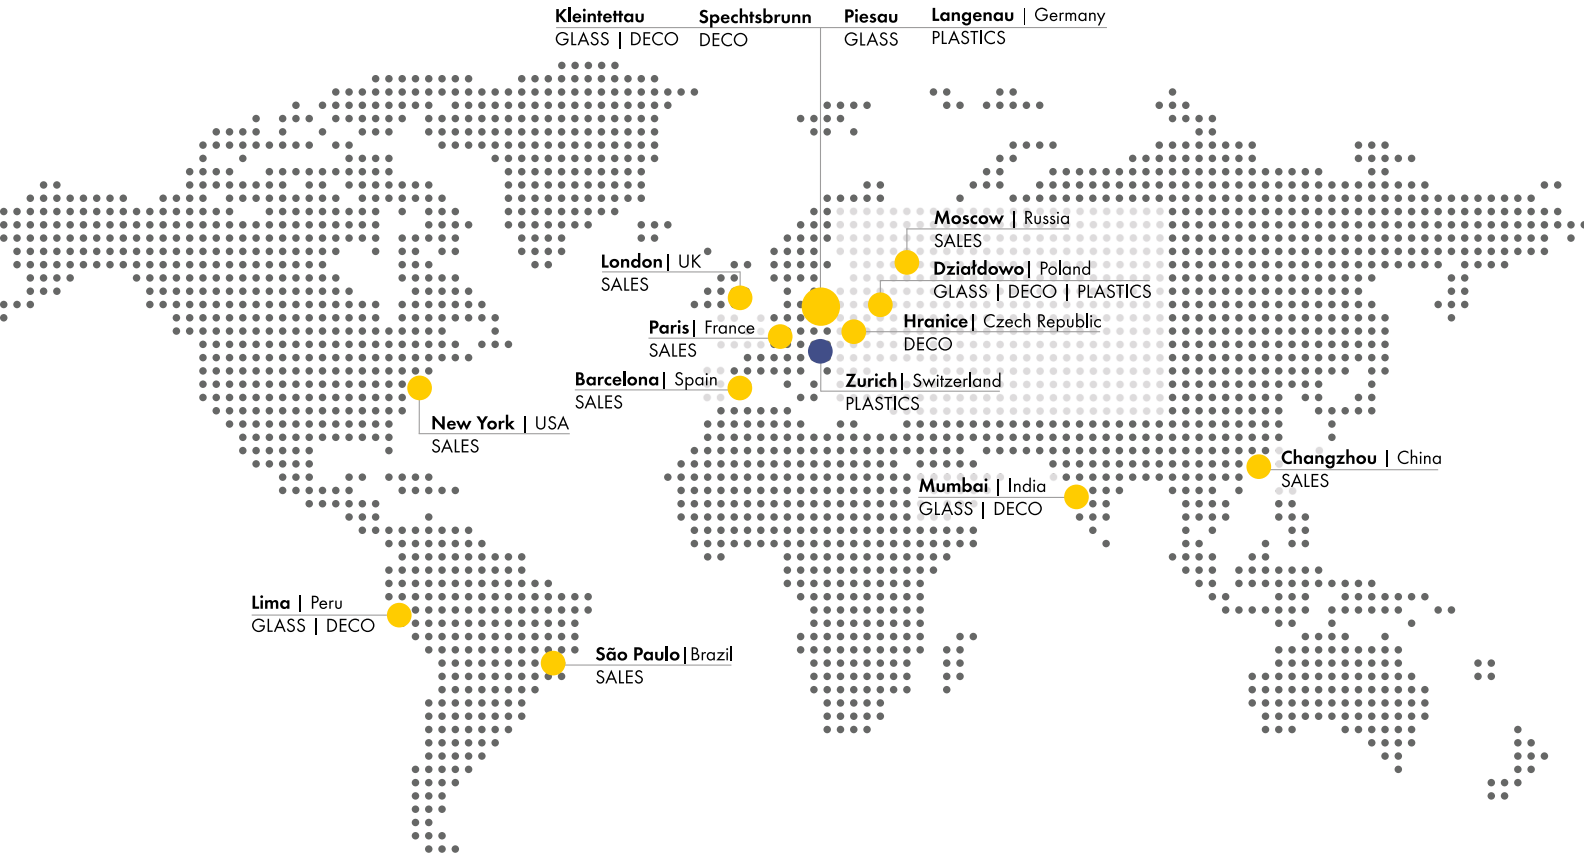 Kleintettau
GLASS | DECO
Spechtsbrunn
DECO
Piesau
GLASS
Langenau | Germany
PLASTICS
Moscow | Russia
SALES
London | UK
SALES
Działdowo | Poland
GLASS | DECO | PLASTICS
Paris | France
SALES
Hranice | Czech Republic
DECO
Barcelona | Spain
SALES
Zurich | Switzerland
PLASTICS
New York | USA
SALES
Changzhou | China
SALES
Mumbai | India
GLASS | DECO
Lima | Peru
GLASS | DECO
São Paulo | Brazil
SALES